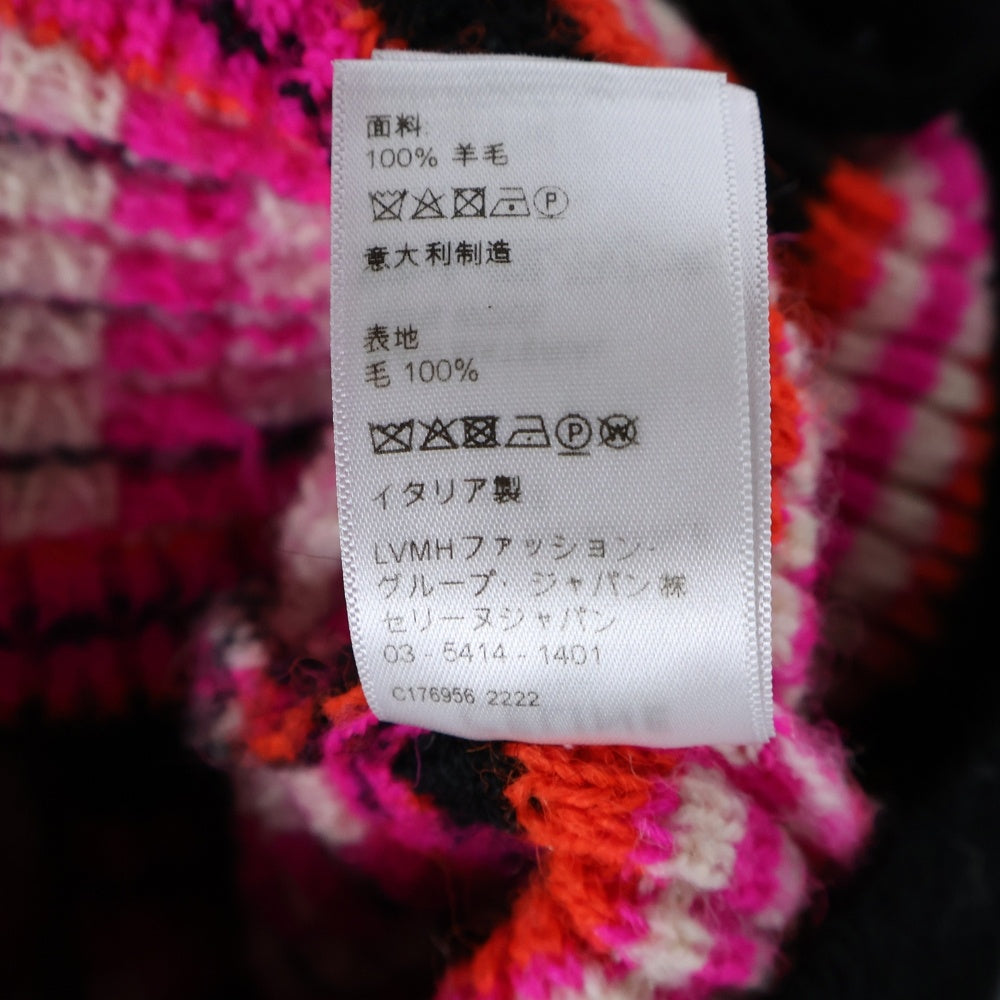 面料
100% 羊毛
P
意大利制造
表地
毛 100%
P W
イタリア製
LVMHファッション·
グループ· ジャパン株
セリーヌジャパン
03 - 5414 - 1401
C176956 2222